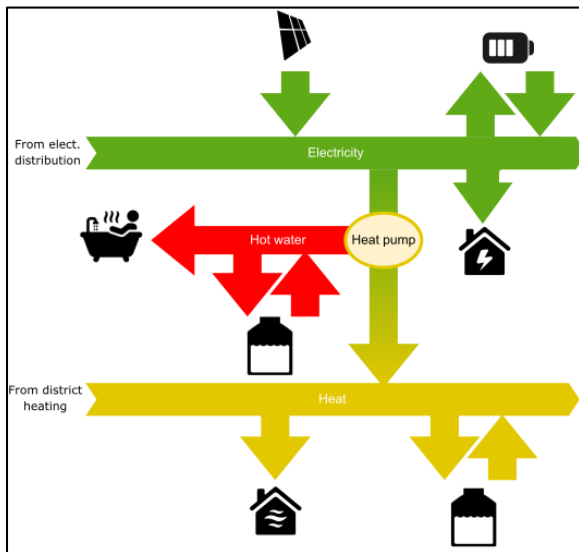 From elect.
distribution
Electricity
Hot water
Heat pump
From district
heating
Heat